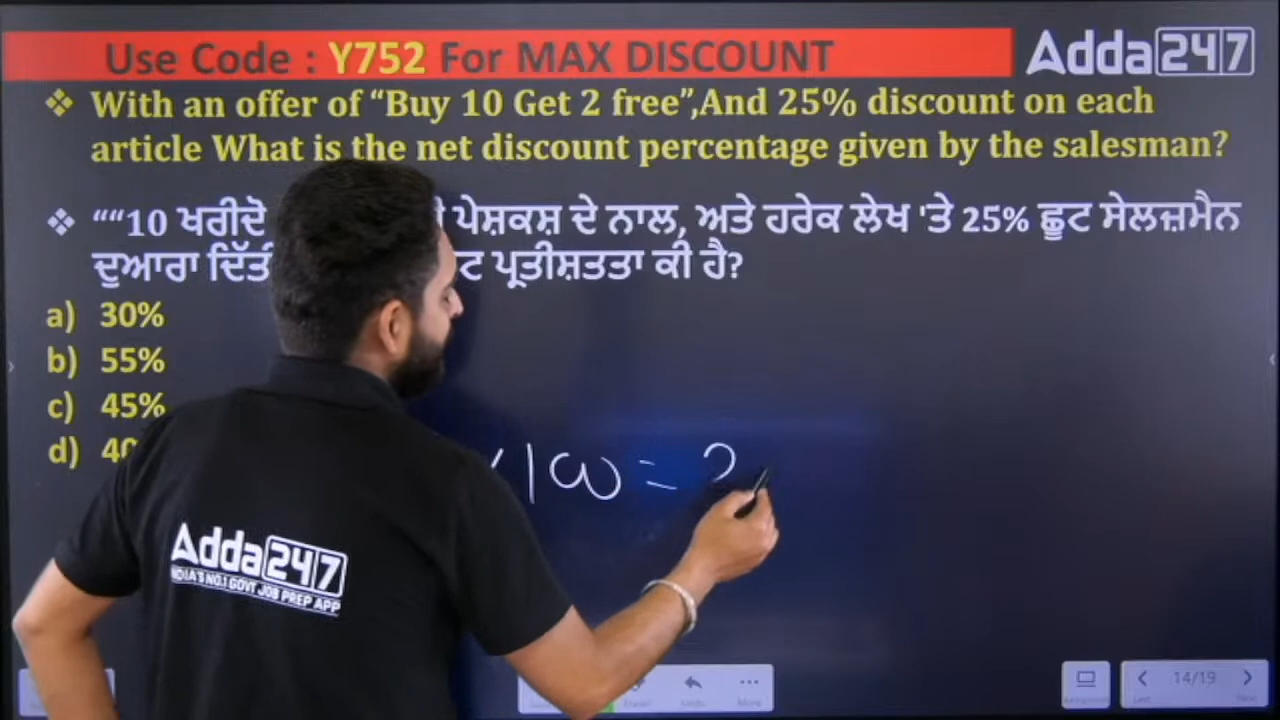 Use Code : Y752 For MAX DISCOUNT
Adda247
❖ With an offer of “Buy 10 Get 2 free”,And 25% discount on each
article What is the net discount percentage given by the salesman?
❖ ““10 ਖਰੀਦੋ ਪੇਸ਼ਕਸ਼ ਦੇ ਨਾਲ, ਅਤੇ ਹਰੇਕ ਲੇਖ 'ਤੇ 25% ਛੂਟ ਸੇਲਜ਼ਮੈਨ
ਦੁਆਰਾ ਪ੍ਰਤੀਸ਼ਤਤਾ ਕੀ ਹੈ?
a) 30%
b) 55%
c) 45%
d)
100 =
Adda247
INDIA'S NO.1 GOVT JOB PREP APP
14/19